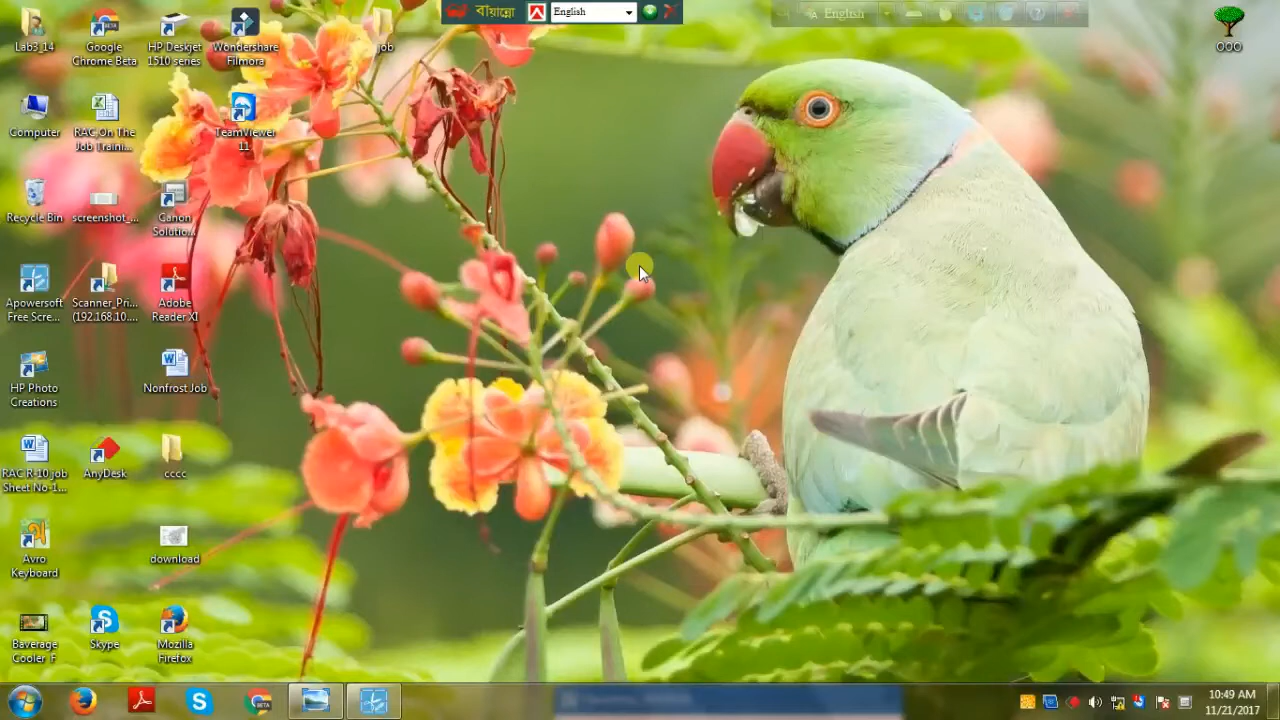 বাঁয়ান্নো
English
English
Lab3_14
Google
Chrome Beta
HP Deskjet
1510 series
Wondershare
Filmora
job
OOO
Computer
RAC On The
Job Traini...
TeamViewer
11
Recycle Bin
screenshot_...
Canon
Solutio...
Apowersoft
Free Scre...
Scanner_Pri...
(192.168.10....
Adobe
Reader XI
HP Photo
Creations
Nonfrost Job
RAC R-10 job
Sheet No-1...
AnyDesk
cccc
Avro
Keyboard
download
Baverage
Cooler F
Skype
Mozilla
Firefox
BETA
10:49 AM
11/21/2017